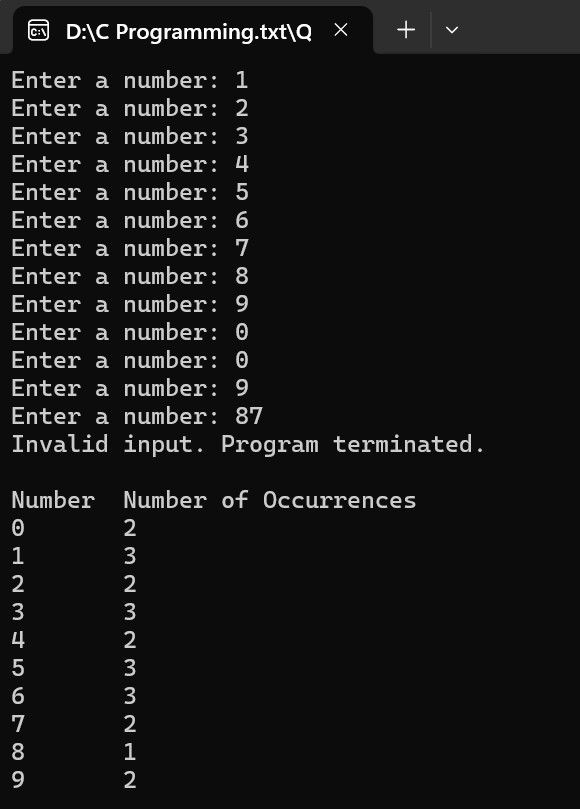 D:\C Programming.txt\Q
Enter a number: 1
Enter a number: 2
Enter a number: 3
Enter a number: 4
Enter a number: 5
Enter a number: 6
Enter a number: 7
Enter a number: 8
Enter a number: 9
Enter a number: 0
Enter a number: 0
Enter a number: 9
Enter a number: 87
Invalid input. Program terminated.
Number  Number of Occurrences
0       2
1       3
2       2
3       3
4       2
5       3
6       3
7       2
8       1
9       2